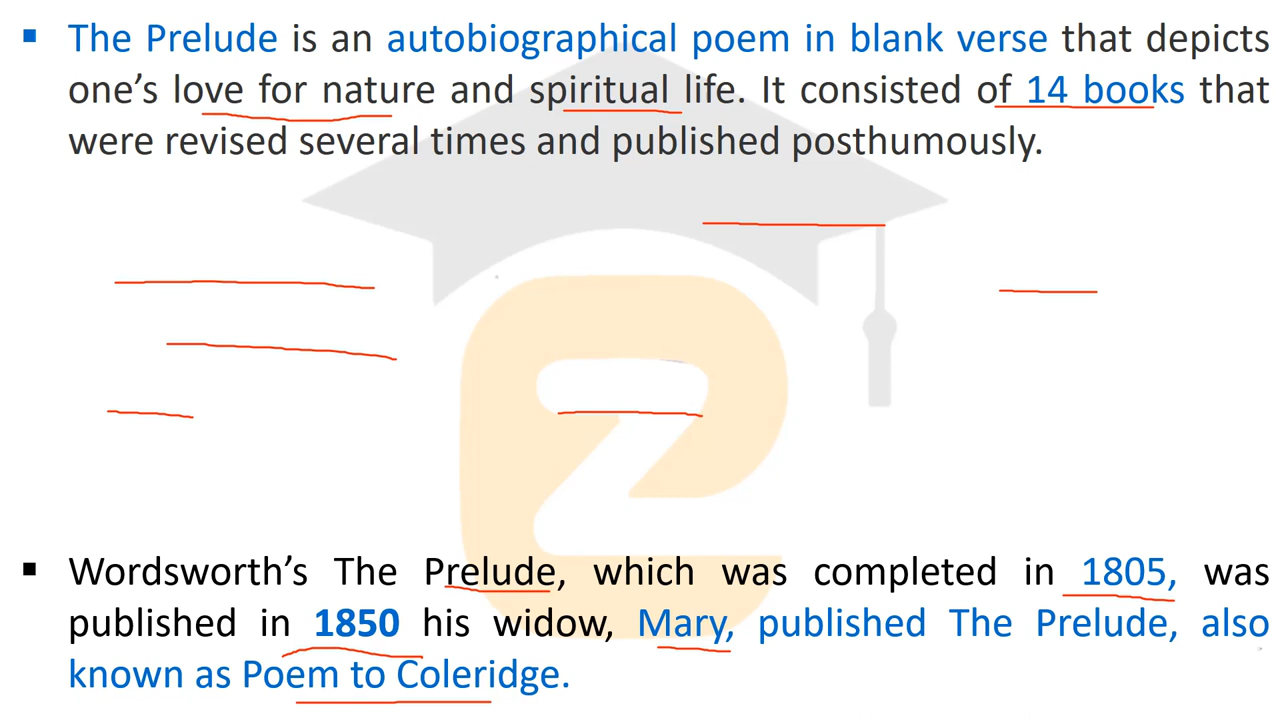 ▪ The Prelude is an autobiographical poem in blank verse that depicts
one’s love for nature and spiritual life. It consisted of 14 books that
were revised several times and published posthumously.
▪ Wordsworth’s The Prelude, which was completed in 1805, was
published in 1850 his widow, Mary, published The Prelude, also
known as Poem to Coleridge.